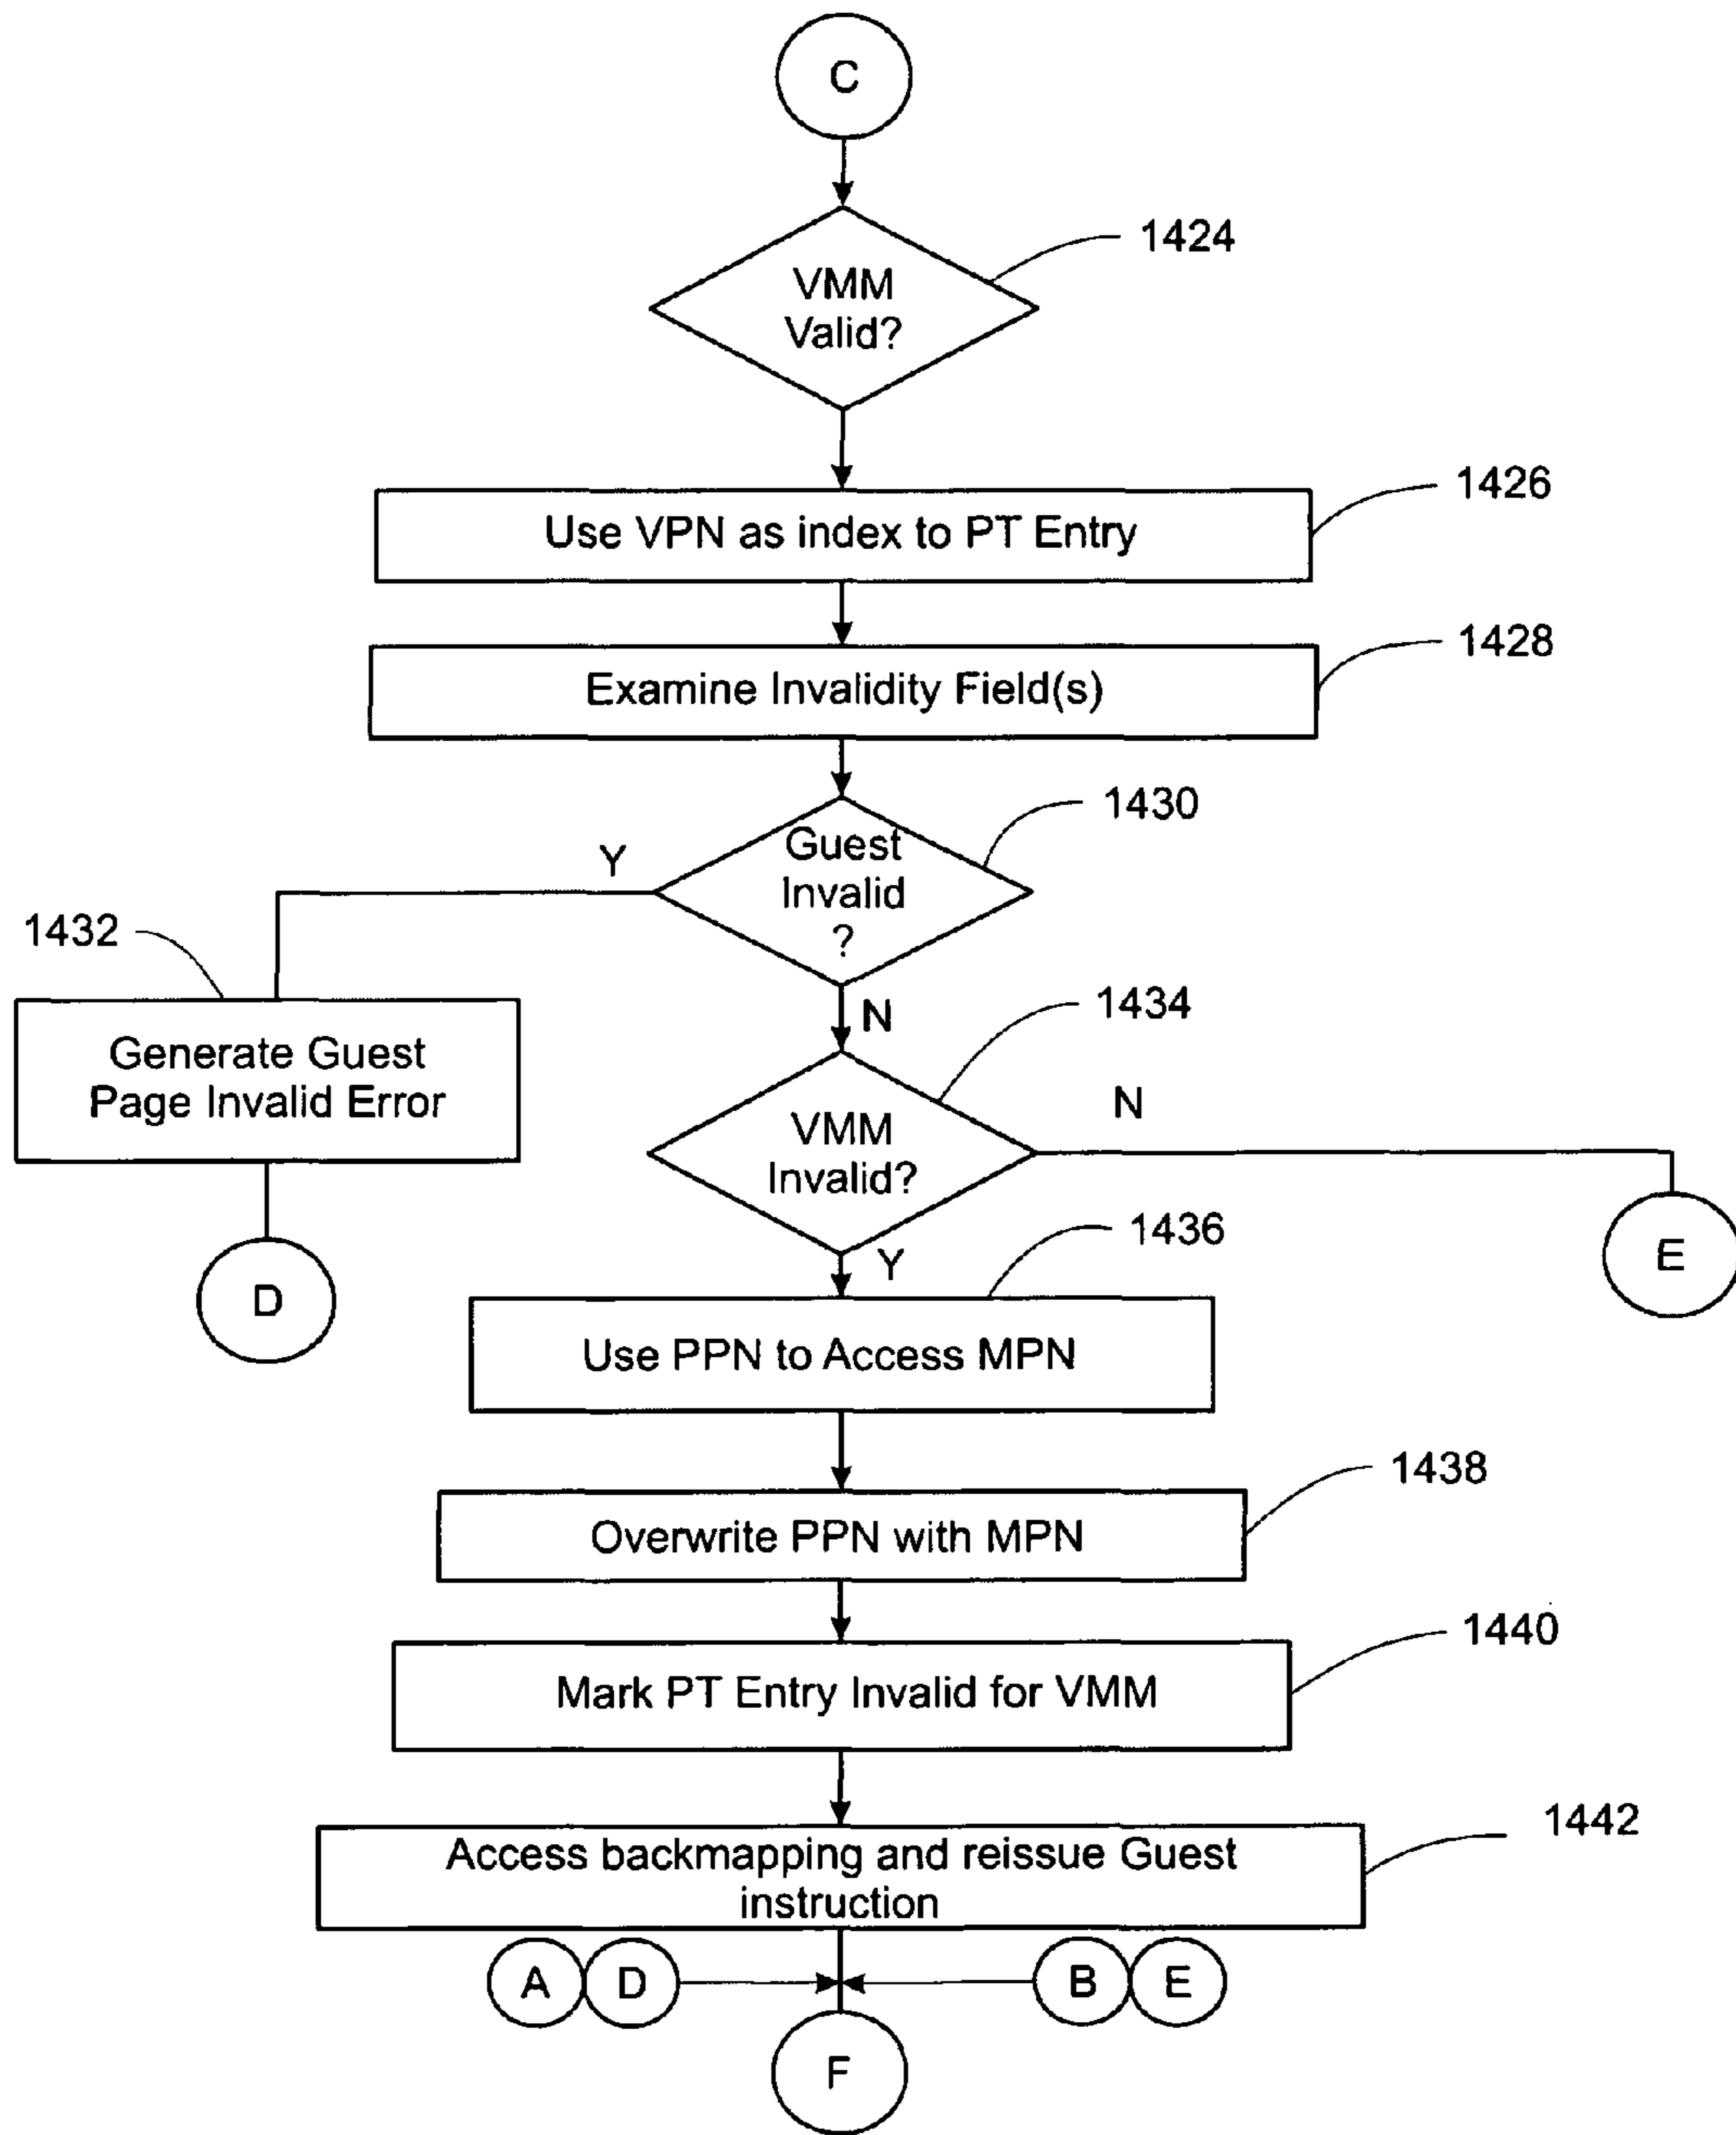 C
1424
VMM
Valid?
1426
Use VPN as index to PT Entry
1428
Examine Invalidity Field(s)
1430
Guest
Invalid
?
Y
1432
N
1434
Generate Guest
Page Invalid Error
VMM
Invalid?
N
D
E
Y
1436
Use PPN to Access MPN
1438
Overwrite PPN with MPN
1440
Mark PT Entry Invalid for VMM
1442
Access backmapping and reissue Guest
instruction
A D B E
F